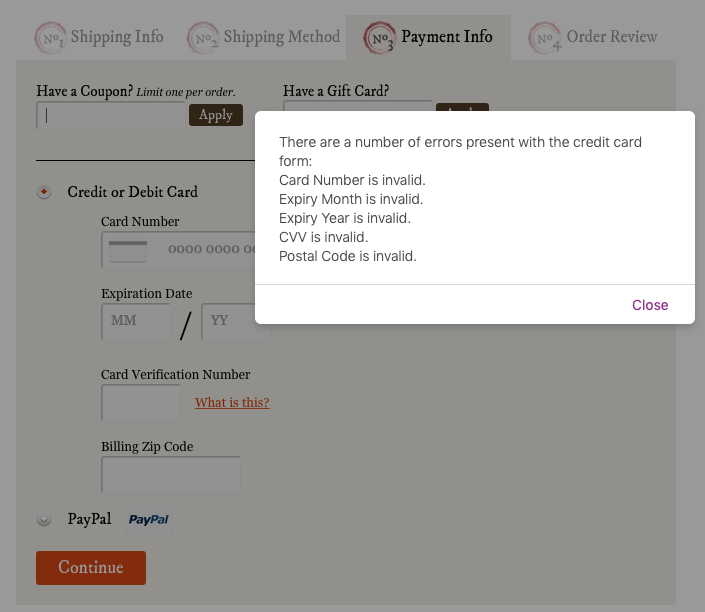 Nº1 Shipping Info
Nº2 Shipping Method
Nº3 Payment Info
Nº4 Order Review
Have a Coupon? Limit one per order.
Have a Gift Card?
Apply
Apply
There are a number of errors present with the credit card
form:
Card Number is invalid.
Expiry Month is invalid.
Expiry Year is invalid.
CVV is invalid.
Postal Code is invalid.
Close
Credit or Debit Card
Card Number
0000 0000
Expiration Date
MM / YY
Card Verification Number
What is this?
Billing Zip Code
PayPal PayPal
Continue